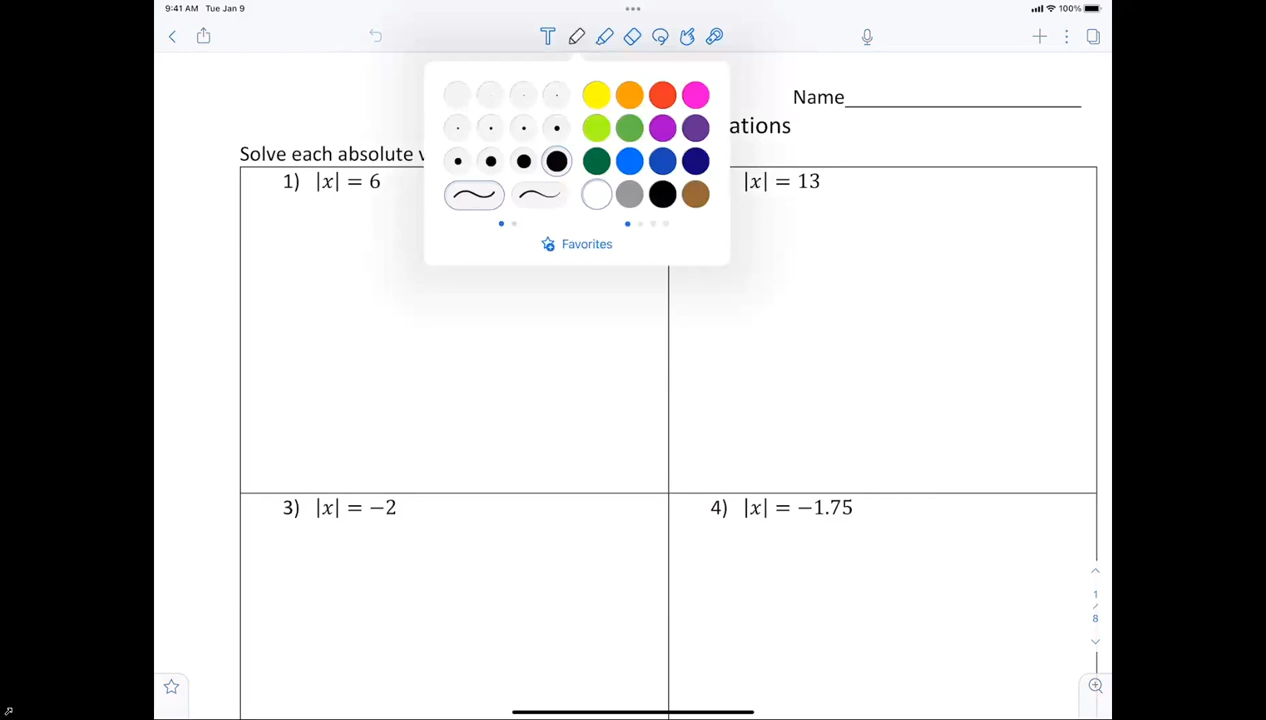 9:41 AM Tue Jan 9
100%
T
Name
ations
Solve each absolute v
1) |x| = 6
|x| = 13
Favorites
3) |x| = −2
4) |x| = −1.75
1
/
8